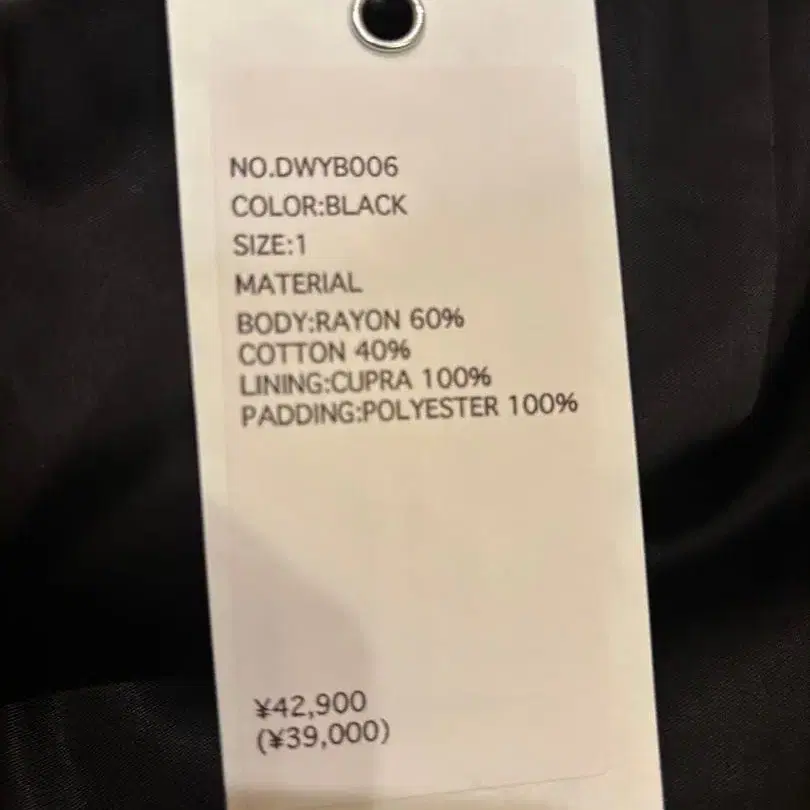 NO.DWYB006
COLOR:BLACK
SIZE:1
MATERIAL
BODY:RAYON 60%
COTTON 40%
LINING:CUPRA 100%
PADDING:POLYESTER 100%
¥42,900
(¥39,000)